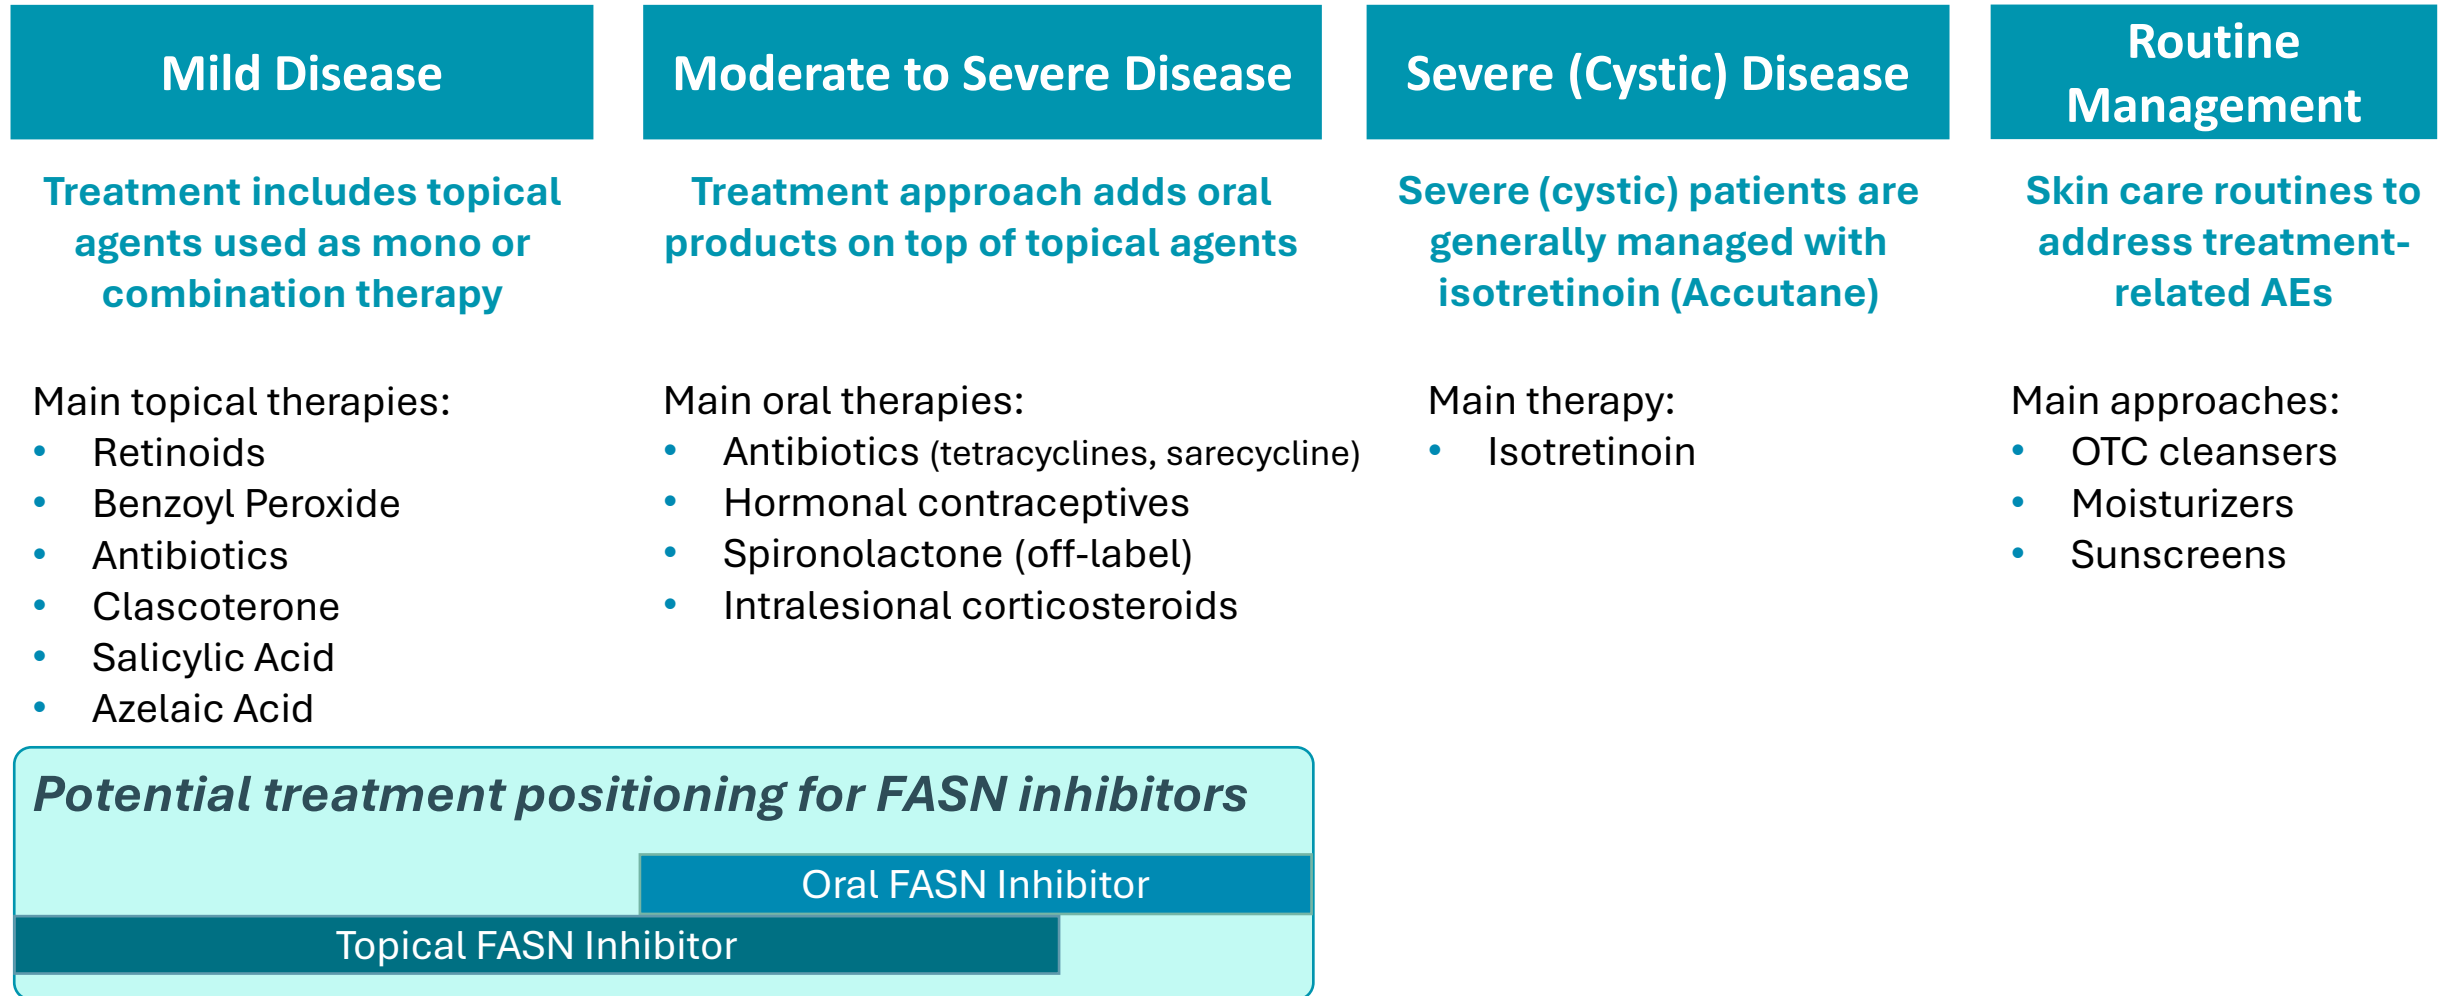 Mild Disease
Treatment includes topical
agents used as mono or
combination therapy
Main topical therapies:
• Retinoids
• Benzoyl Peroxide
• Antibiotics
• Clascoterone
• Salicylic Acid
• Azelaic Acid
Moderate to Severe Disease
Treatment approach adds oral
products on top of topical agents
Main oral therapies:
• Antibiotics (tetracyclines, sarecycline)
• Hormonal contraceptives
• Spironolactone (off-label)
• Intralesional corticosteroids
Severe (Cystic) Disease
Severe (cystic) patients are
generally managed with
isotretinoin (Accutane)
Main therapy:
• Isotretinoin
Routine
Management
Skin care routines to
address treatment-
related AEs
Main approaches:
• OTC cleansers
• Moisturizers
• Sunscreens
Potential treatment positioning for FASN inhibitors
Oral FASN Inhibitor
Topical FASN Inhibitor